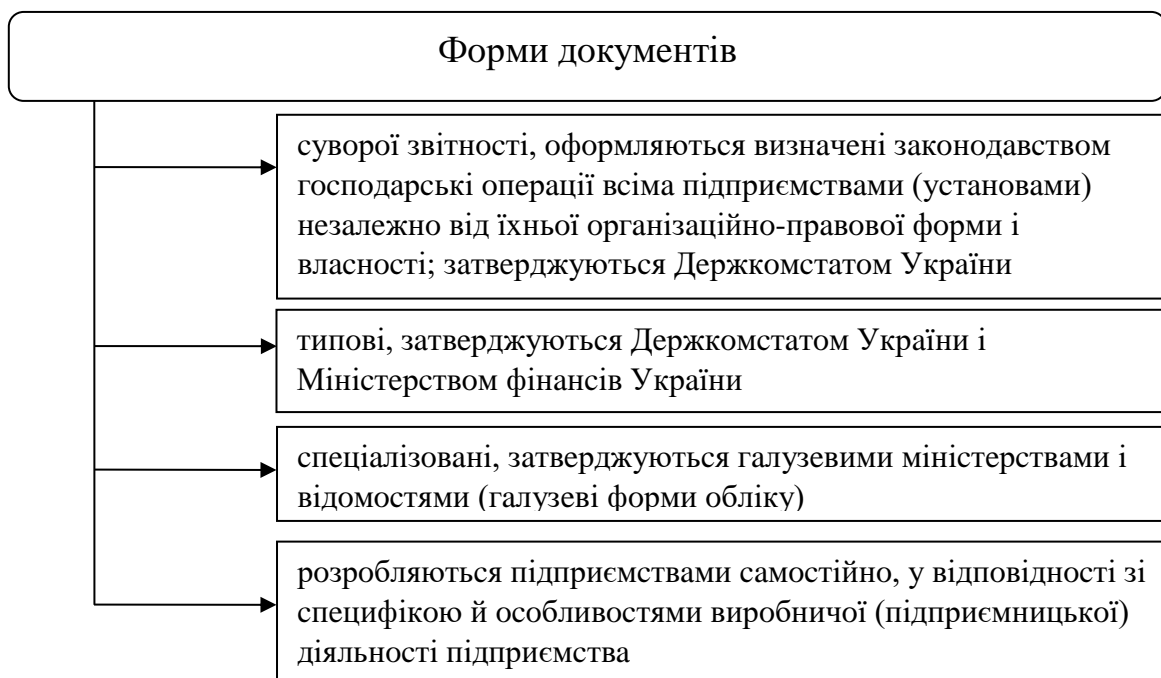 Форми документів
суворої звітності, оформляються визначені законодавством
господарські операції всіма підприємствами (установами)
незалежно від їхньої організаційно-правової форми і
власності; затверджуються Держкомстатом України
типові, затверджуються Держкомстатом України і
Міністерством фінансів України
спеціалізовані, затверджуються галузевими міністерствами і
відомостями (галузеві форми обліку)
розробляються підприємствами самостійно, у відповідності зі
специфікою й особливостями виробничої (підприємницької)
діяльності підприємства